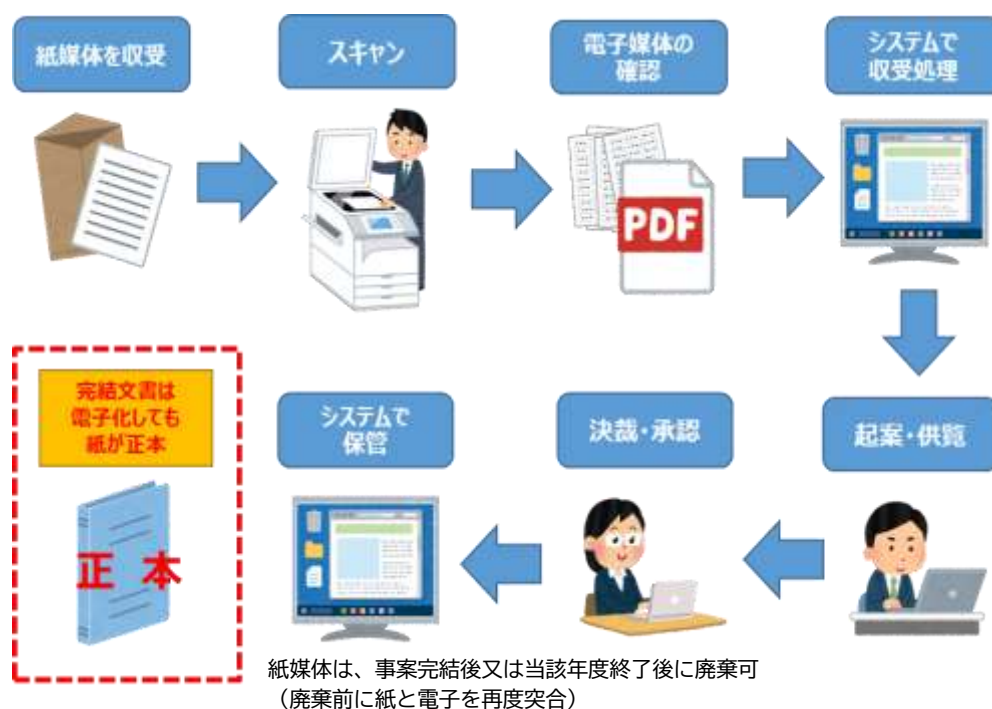 紙媒体を収受
スキャン
電子媒体の
確認
システムで
収受処理
PDF
完結文書は
電子化しても
紙が正本
正本
システムで
保管
決裁・承認
起案・供覧
紙媒体は、事案完結後又は当該年度終了後に廃棄可
（廃棄前に紙と電子を再度突合）